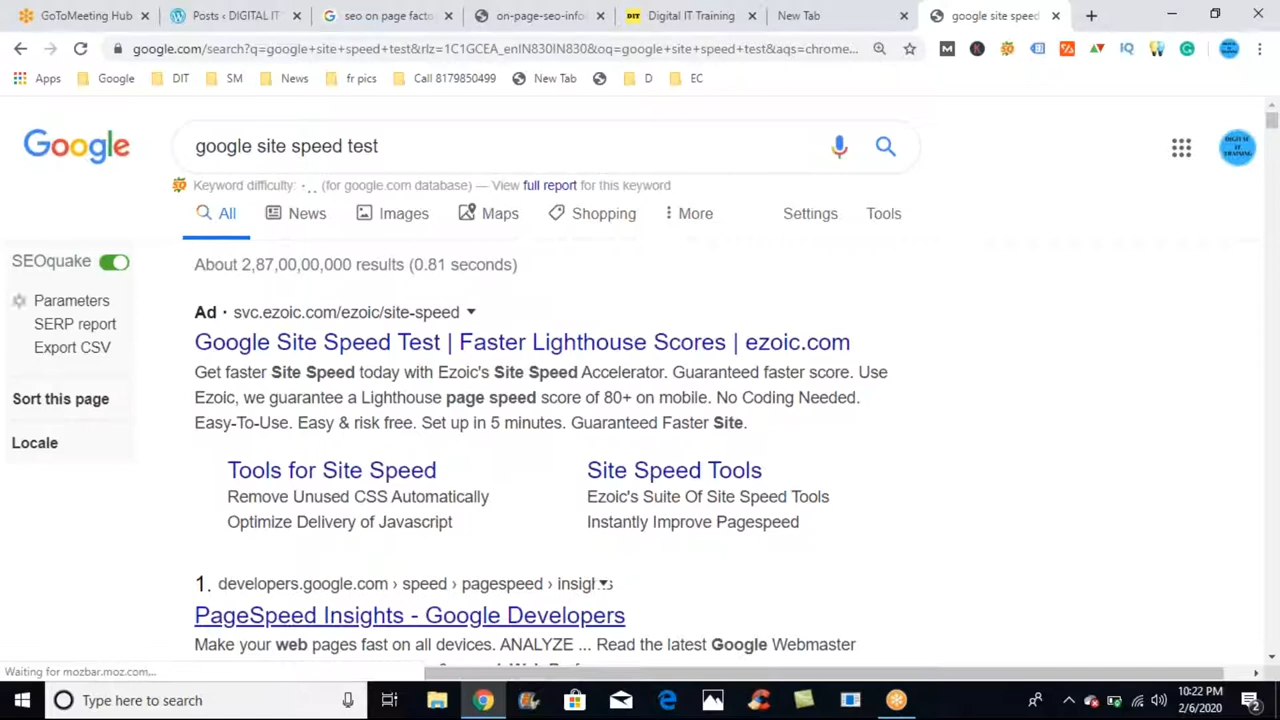 GoToMeeting Hub
Posts ‹ DIGITAL IT
seo on page facto
on-page-seo-info
DIT Digital IT Training
New Tab
google site speed
google.com/search?q=google+site+speed+test&rlz=1C1GCEA_enIN830IN830&oq=google+site+speed+test&aqs=chrome...
Apps Google DIT SM News fr pics Call 8179850499 New Tab D EC
Google
google site speed test
DIGITAL IT TRAINING
Keyword difficulty: (for google.com database) — View full report for this keyword
All News Images Maps Shopping More Settings Tools
SEOquake
Parameters
SERP report
Export CSV
Sort this page
Locale
About 2,87,00,00,000 results (0.81 seconds)
Ad · svc.ezoic.com/ezoic/site-speed
Google Site Speed Test | Faster Lighthouse Scores | ezoic.com
Get faster Site Speed today with Ezoic's Site Speed Accelerator. Guaranteed faster score. Use
Ezoic, we guarantee a Lighthouse page speed score of 80+ on mobile. No Coding Needed.
Easy-To-Use. Easy & risk free. Set up in 5 minutes. Guaranteed Faster Site.
Tools for Site Speed
Remove Unused CSS Automatically
Optimize Delivery of Javascript
Site Speed Tools
Ezoic's Suite Of Site Speed Tools
Instantly Improve Pagespeed
1. developers.google.com › speed › pagespeed › insights
PageSpeed Insights - Google Developers
Make your web pages fast on all devices. ANALYZE ... Read the latest Google Webmaster
Waiting for mozbar.moz.com...
Type here to search
10:22 PM
2/6/2020
2